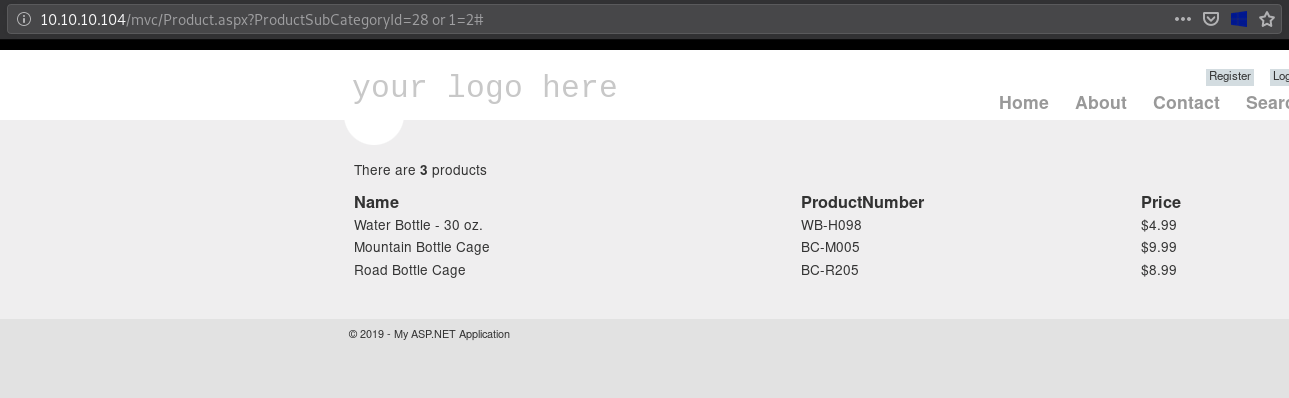 10.10.10.104/mvc/Product.aspx?ProductSubCategoryId=28 or 1=2#
your logo here
Register Log
Home About Contact Searc
There are 3 products
Name ProductNumber Price
Water Bottle - 30 oz. WB-H098 $4.99
Mountain Bottle Cage BC-M005 $9.99
Road Bottle Cage BC-R205 $8.99
© 2019 - My ASP.NET Application